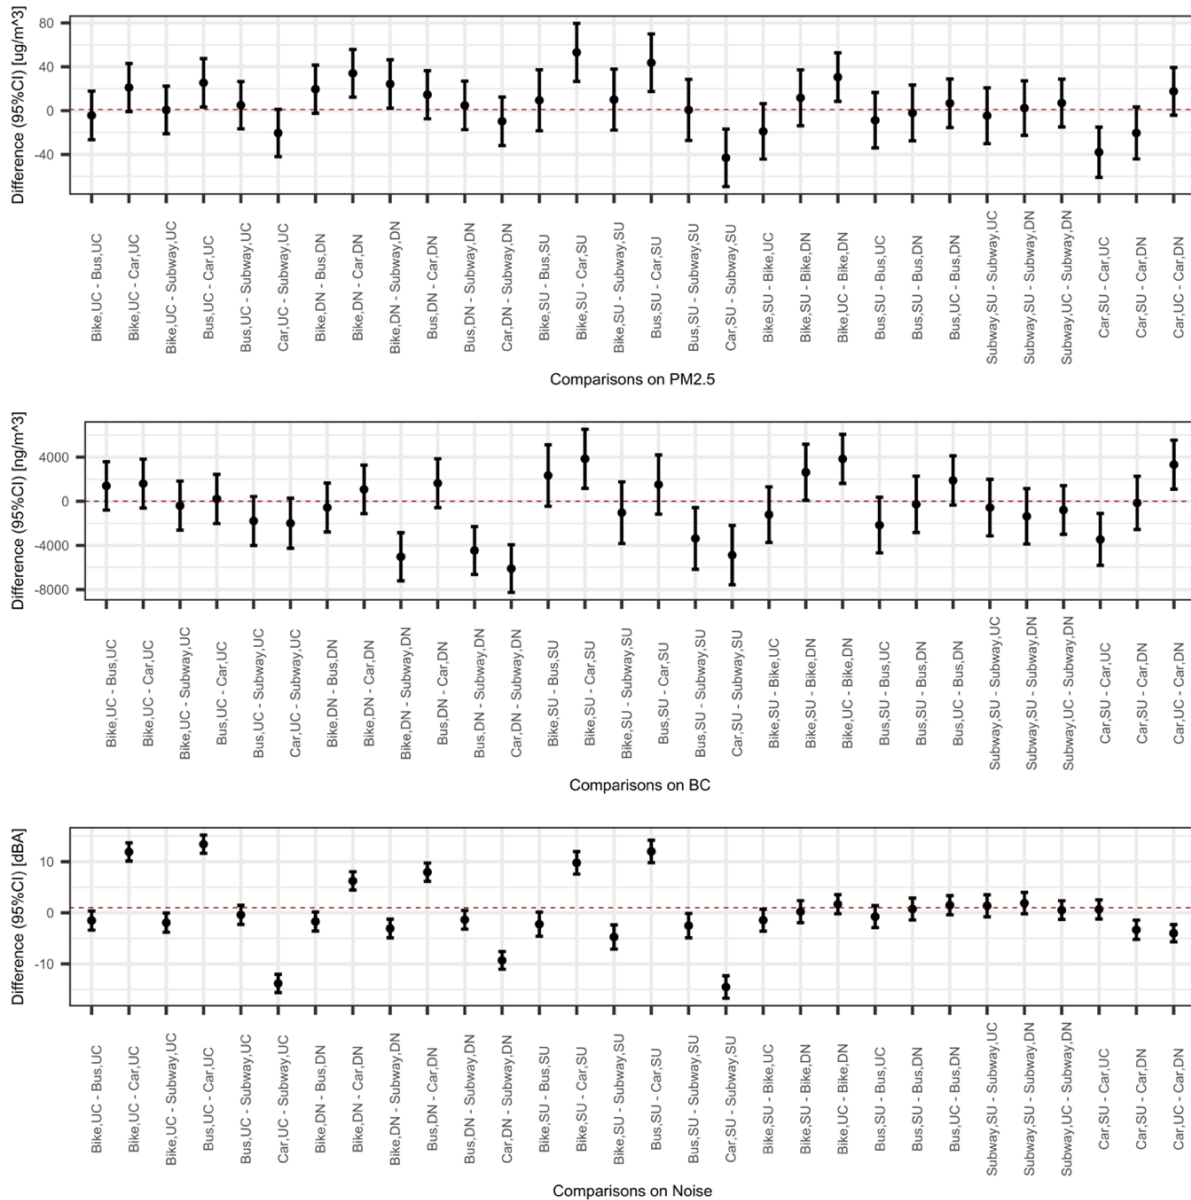 Difference (95%CI) [ug/m^3]
80
40
0
-40
Bike,UC - Bus,UC
Bike,UC - Car,UC
Bike,UC - Subway,UC
Bus,UC - Car,UC
Bus,UC - Subway,UC
Car,UC - Subway,UC
Bike,DN - Bus,DN
Bike,DN - Car,DN
Bike,DN - Subway,DN
Bus,DN - Car,DN
Bus,DN - Subway,DN
Car,DN - Subway,DN
Bike,SU - Bus,SU
Bike,SU - Car,SU
Bike,SU - Subway,SU
Bus,SU - Car,SU
Bus,SU - Subway,SU
Car,SU - Subway,SU
Bike,SU - Bike,UC
Bike,SU - Bike,DN
Bike,UC - Bike,DN
Bus,SU - Bus,UC
Bus,SU - Bus,DN
Bus,UC - Bus,DN
Subway,SU - Subway,UC
Subway,SU - Subway,DN
Subway,UC - Subway,DN
Car,SU - Car,UC
Car,SU - Car,DN
Car,UC - Car,DN
Comparisons on PM2.5
Difference (95%CI) [ng/m^3]
4000
0
-4000
-8000
Bike,UC - Bus,UC
Bike,UC - Car,UC
Bike,UC - Subway,UC
Bus,UC - Car,UC
Bus,UC - Subway,UC
Car,UC - Subway,UC
Bike,DN - Bus,DN
Bike,DN - Car,DN
Bike,DN - Subway,DN
Bus,DN - Car,DN
Bus,DN - Subway,DN
Car,DN - Subway,DN
Bike,SU - Bus,SU
Bike,SU - Car,SU
Bike,SU - Subway,SU
Bus,SU - Car,SU
Bus,SU - Subway,SU
Car,SU - Subway,SU
Bike,SU - Bike,UC
Bike,SU - Bike,DN
Bike,UC - Bike,DN
Bus,SU - Bus,UC
Bus,SU - Bus,DN
Bus,UC - Bus,DN
Subway,SU - Subway,UC
Subway,SU - Subway,DN
Subway,UC - Subway,DN
Car,SU - Car,UC
Car,SU - Car,DN
Car,UC - Car,DN
Comparisons on BC
Difference (95%CI) [dBA]
10
0
-10
Bike,UC - Bus,UC
Bike,UC - Car,UC
Bike,UC - Subway,UC
Bus,UC - Car,UC
Bus,UC - Subway,UC
Car,UC - Subway,UC
Bike,DN - Bus,DN
Bike,DN - Car,DN
Bike,DN - Subway,DN
Bus,DN - Car,DN
Bus,DN - Subway,DN
Car,DN - Subway,DN
Bike,SU - Bus,SU
Bike,SU - Car,SU
Bike,SU - Subway,SU
Bus,SU - Car,SU
Bus,SU - Subway,SU
Car,SU - Subway,SU
Bike,SU - Bike,UC
Bike,SU - Bike,DN
Bike,UC - Bike,DN
Bus,SU - Bus,UC
Bus,SU - Bus,DN
Bus,UC - Bus,DN
Subway,SU - Subway,UC
Subway,SU - Subway,DN
Subway,UC - Subway,DN
Car,SU - Car,UC
Car,SU - Car,DN
Car,UC - Car,DN
Comparisons on Noise